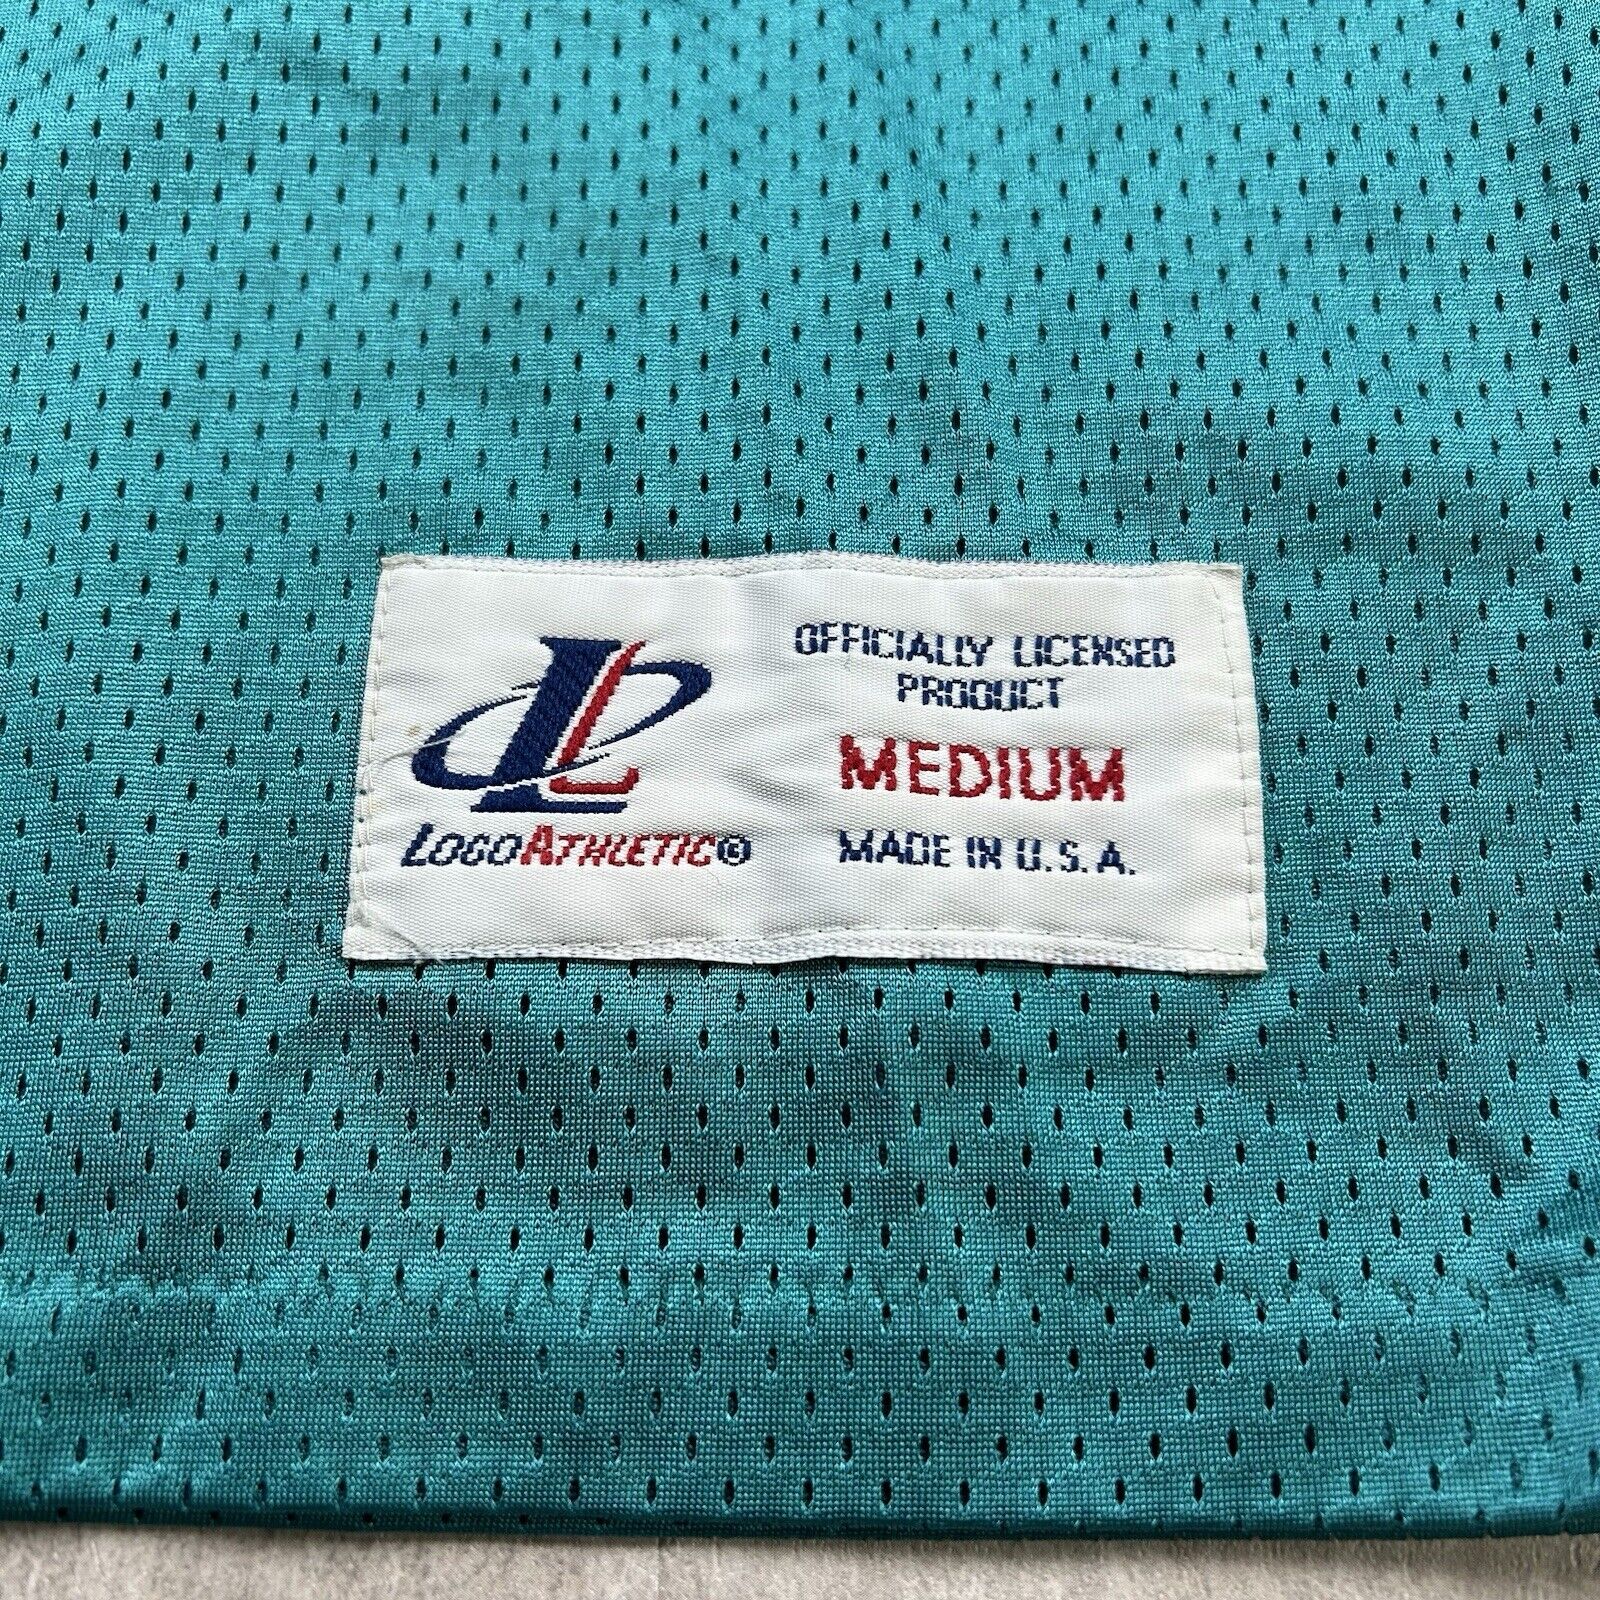 OFFICIALLY LICENSED
PRODUCT
MEDIUM
MADE IN U.S.A.
LOGOATHLETIC®